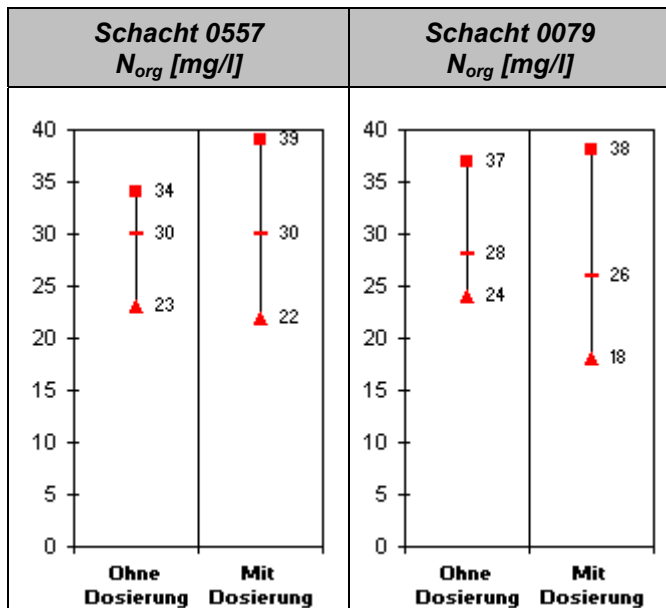 Schacht 0557
N_org [mg/l]
Schacht 0079
N_org [mg/l]
40
35
30
25
20
15
10
5
0
34
30
23
39
30
22
Ohne
Dosierung
Mit
Dosierung
40
35
30
25
20
15
10
5
0
37
28
24
38
26
18
Ohne
Dosierung
Mit
Dosierung